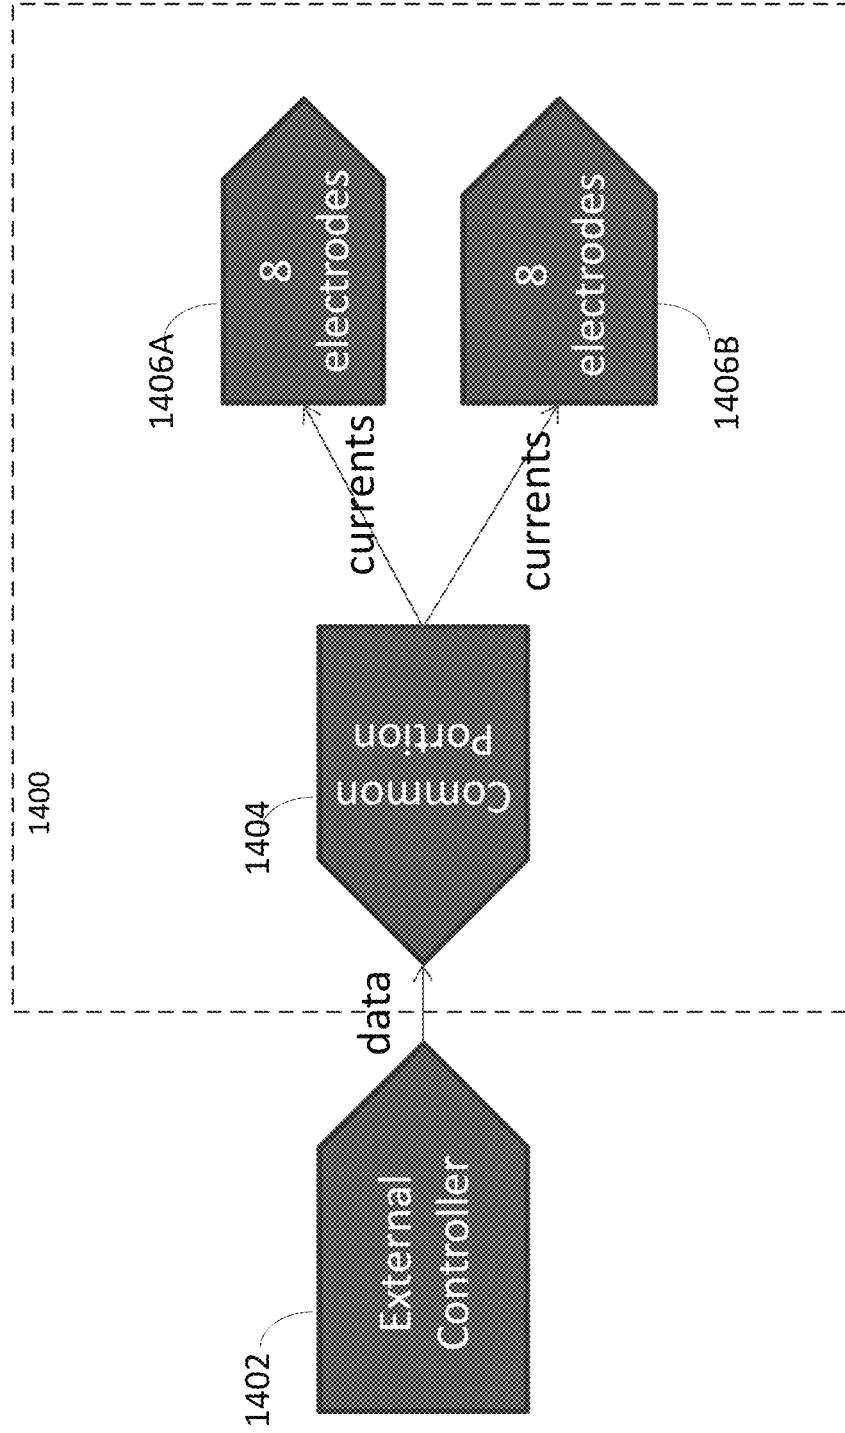 1400
1402
External
Controller
data
1404
Common
Portion
currents
currents
1406A
8
electrodes
1406B
8
electrodes